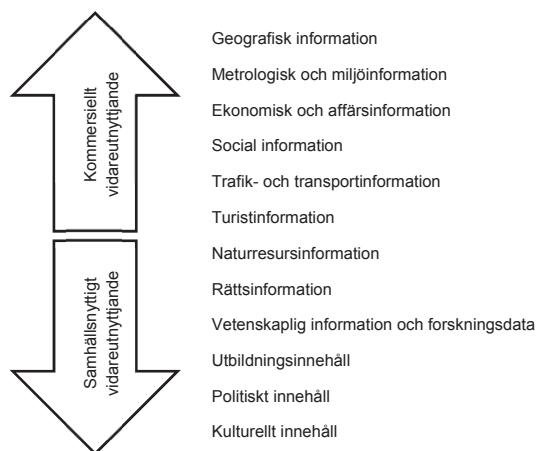 Kommersiellt
vidareutnyttjande
Samhällsnyttigt
vidareutnyttjande
Geografisk information
Metrologisk och miljöinformation
Ekonomisk och affärsinformation
Social information
Trafik- och transportinformation
Turistinformation
Naturresursinformation
Rättsinformation
Vetenskaplig information och forskningsdata
Utbildningsinnehåll
Politiskt innehåll
Kulturellt innehåll